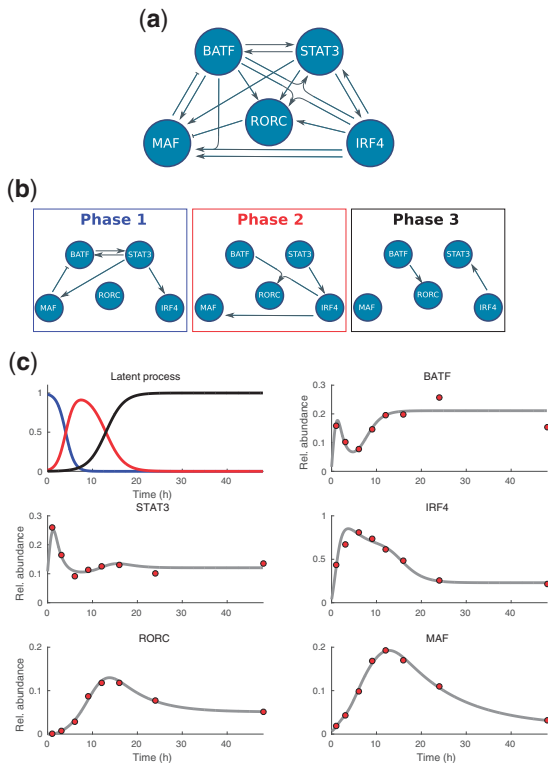 (a)
BATF STAT3
RORC
MAF IRF4
(b)
Phase 1 Phase 2 Phase 3
BATF STAT3 BATF STAT3 BATF STAT3
MAF RORC IRF4 MAF RORC IRF4 MAF RORC IRF4
(c)
Latent process
1
0.5
0
0 10 20 30 40
Time (h)
BATF
Rel. abundance
0.3
0.2
0.1
0
0 10 20 30 40
STAT3
Rel. abundance
0.3
0.2
0.1
0
0 10 20 30 40
IRF4
Rel. abundance
1
0.5
0
0 10 20 30 40
RORC
Rel. abundance
0.2
0.1
0
0 10 20 30 40
Time (h)
MAF
Rel. abundance
0.2
0.1
0
0 10 20 30 40
Time (h)